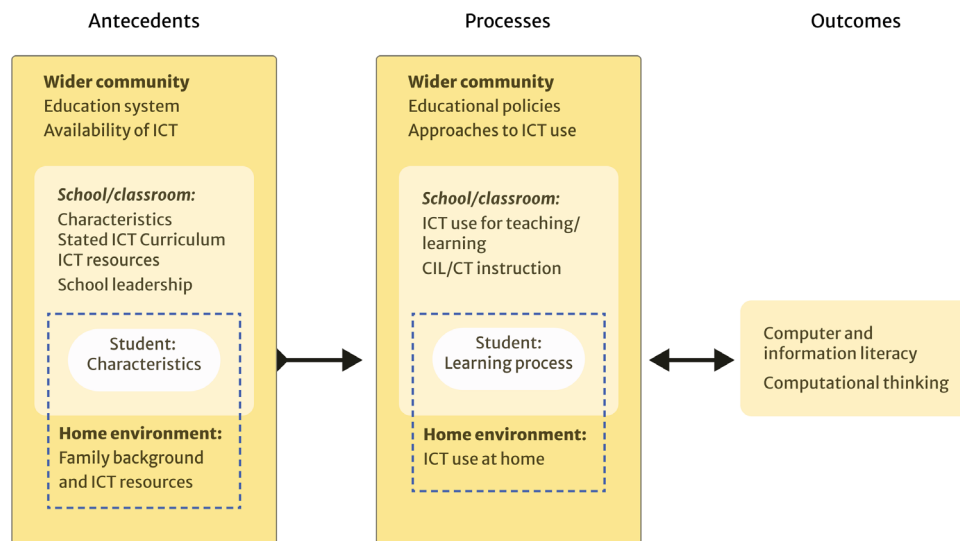 Antecedents
Processes
Outcomes
Wider community
Education system
Availability of ICT
School/classroom:
Characteristics
Stated ICT Curriculum
ICT resources
School leadership
Student:
Characteristics
Home environment:
Family background
and ICT resources
Wider community
Educational policies
Approaches to ICT use
School/classroom:
ICT use for teaching/
learning
CIL/CT instruction
Student:
Learning process
Home environment:
ICT use at home
Computer and
information literacy
Computational thinking